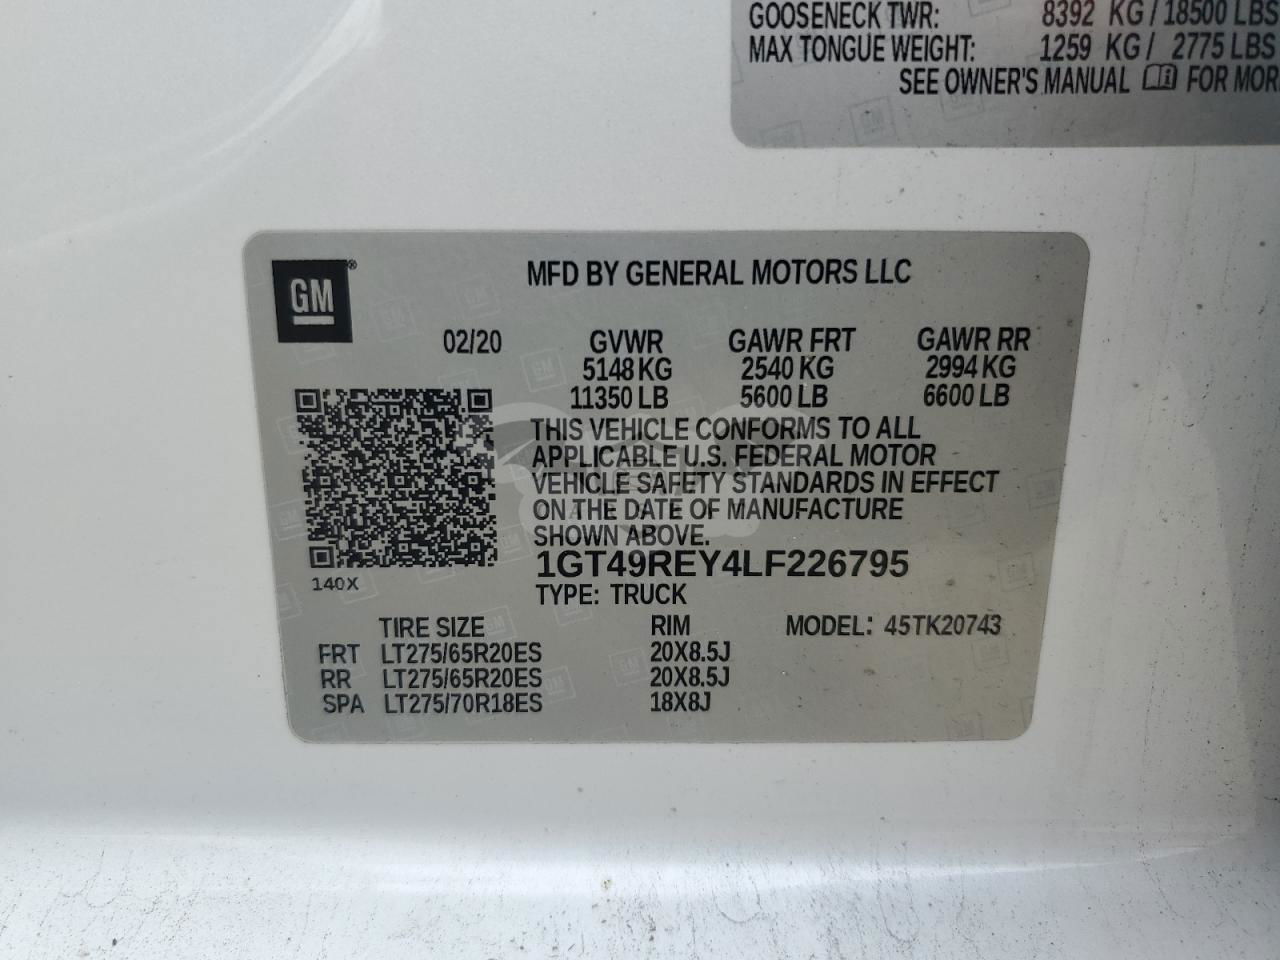 GOOSENECK TWR: 8392 KG/18500 LBS
MAX TONGUE WEIGHT: 1259 KG/ 2775 LBS
SEE OWNER'S MANUAL FOR
GM®
MFD BY GENERAL MOTORS LLC
02/20 GVWR GAWR FRT GAWR RR
5148 KG 2540 KG 2994 KG
11350 LB 5600 LB 6600 LB
THIS VEHICLE CONFORMS TO ALL
APPLICABLE U.S. FEDERAL MOTOR
VEHICLE SAFETY STANDARDS IN EFFECT
ON THE DATE OF MANUFACTURE
SHOWN ABOVE.
1GT49REY4LF226795
140X
TYPE: TRUCK
TIRE SIZE RIM MODEL: 45TK20743
FRT LT275/65R20ES 20X8.5J
RR LT275/65R20ES 20X8.5J
SPA LT275/70R18ES 18X8J